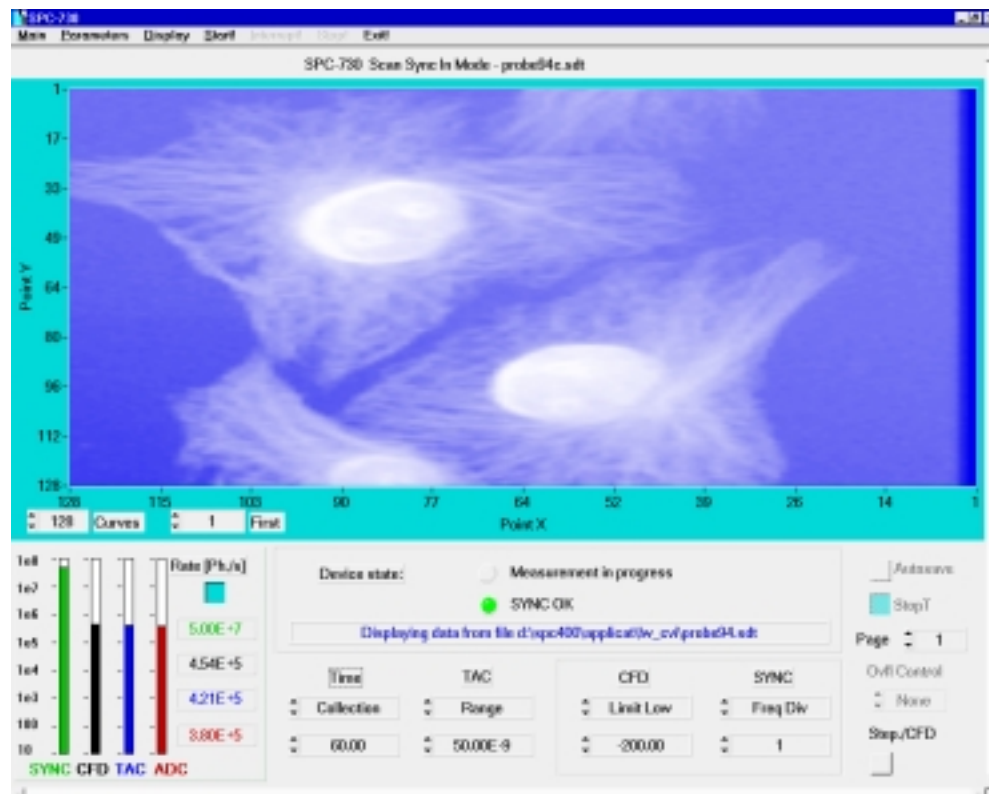 SPC-730
Main Parameters Display Start! Interrupt! Stop! Exit!
SPC-730 Scan Sync In Mode - probe94c.sdt
1
17
33
49
64
80
96
112
128
Point Y
128 115 103 90 77 64 52 39 26 14 1
128 Curves 1 First Point X
1e8
1e7
1e6
1e5
1e4
1e3
100
10
SYNC CFD TAC ADC
Rate [Ph./s]
5.00E+7
4.54E+5
4.21E+5
3.80E+5
Device state: Measurement in progress
SYNC OK
Displaying data from file d:\spc400\applicat\lw_cvi\probe94.sdt
Time TAC CFD SYNC
Collection Range Limit Low Freq Div
60.00 50.00E-9 -200.00 1
Autosave
StopT
Page 1
Ovfl Control
None
Step./CFD